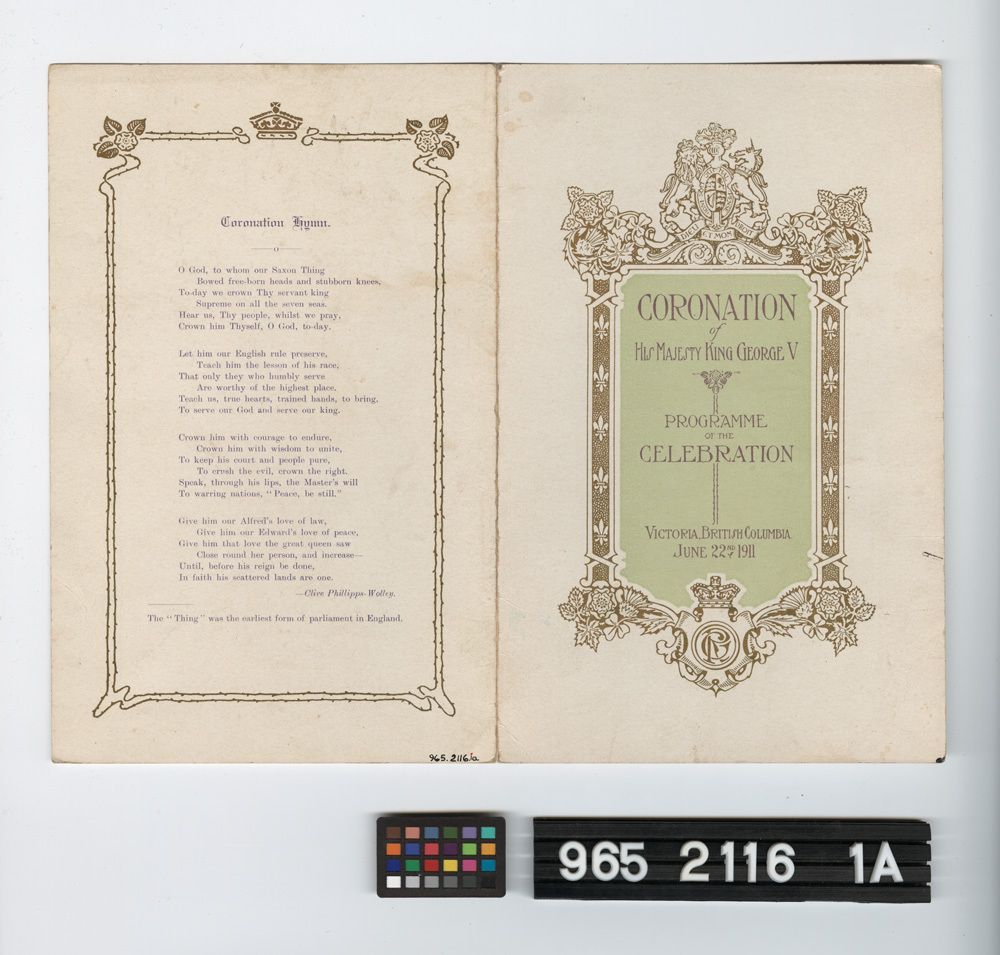 Coronation Hymn.
O God, to whom our Saxon Thing
Bowed free-born heads and stubborn knees,
To-day we crown Thy servant king
Supreme on all the seven seas.
Hear us, Thy people, whilst we pray,
Crown him Thyself, O God, to-day.
Let him our English rule preserve,
Teach him the lesson of his race,
That only they who humbly serve
Are worthy of the highest place.
Teach us, true hearts, trained hands, to bring,
To serve our God and serve our king.
Crown him with courage to endure,
Crown him with wisdom to unite,
To keep his court and people pure,
To crush the evil, crown the right.
Speak, through his lips, the Master's will
To warring nations, "Peace, be still."
Give him our Alfred's love of law,
Give him our Edward's love of peace,
Give him that love the great queen saw
Close round her person, and increase—
Until, before his reign be done,
In faith his scattered lands are one.
—Clive Phillipps-Wolley.
The "Thing" was the earliest form of parliament in England.
965.2116.1a
DIEU ET MON DROIT
CORONATION
of
HIS MAJESTY KING GEORGE V
PROGRAMME
OF THE
CELEBRATION
VICTORIA, BRITISH COLUMBIA
JUNE 22ND 1911
965 2116 1A